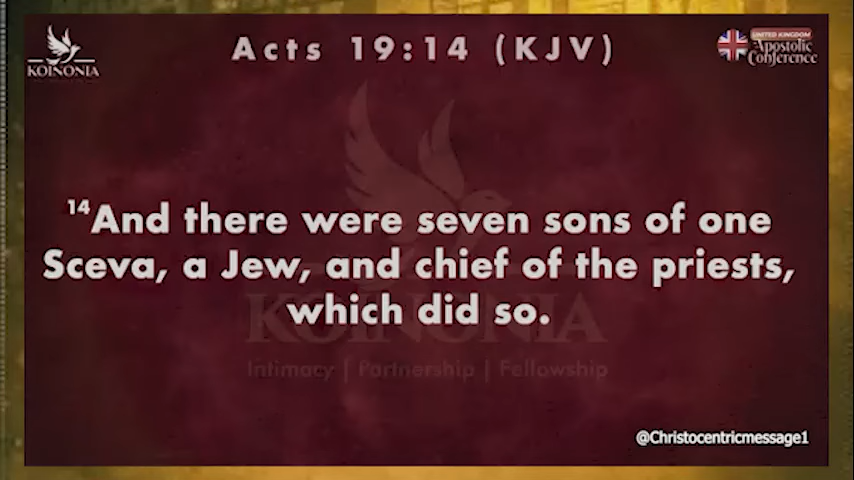 KOINONIA
Acts 19:14 (KJV)
UNITED KINGDOM
Apostolic
Conference
14And there were seven sons of one
Sceva, a Jew, and chief of the priests,
which did so.
KOINONIA
Intimacy | Partnership | Fellowship
@Christocentricmessage1